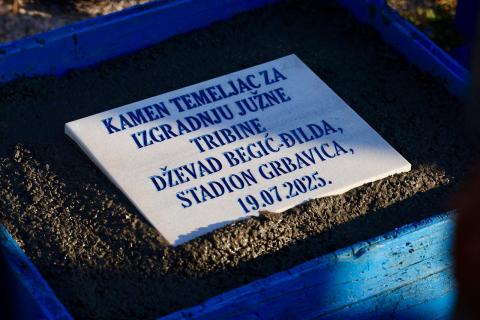 KAMEN TEMELJAC ZA
IZGRADNJU JUŽNE
TRIBINE
DŽEVAD BEGIĆ-ĐILDA,
STADION GRBAVICA,
19.07.2025.